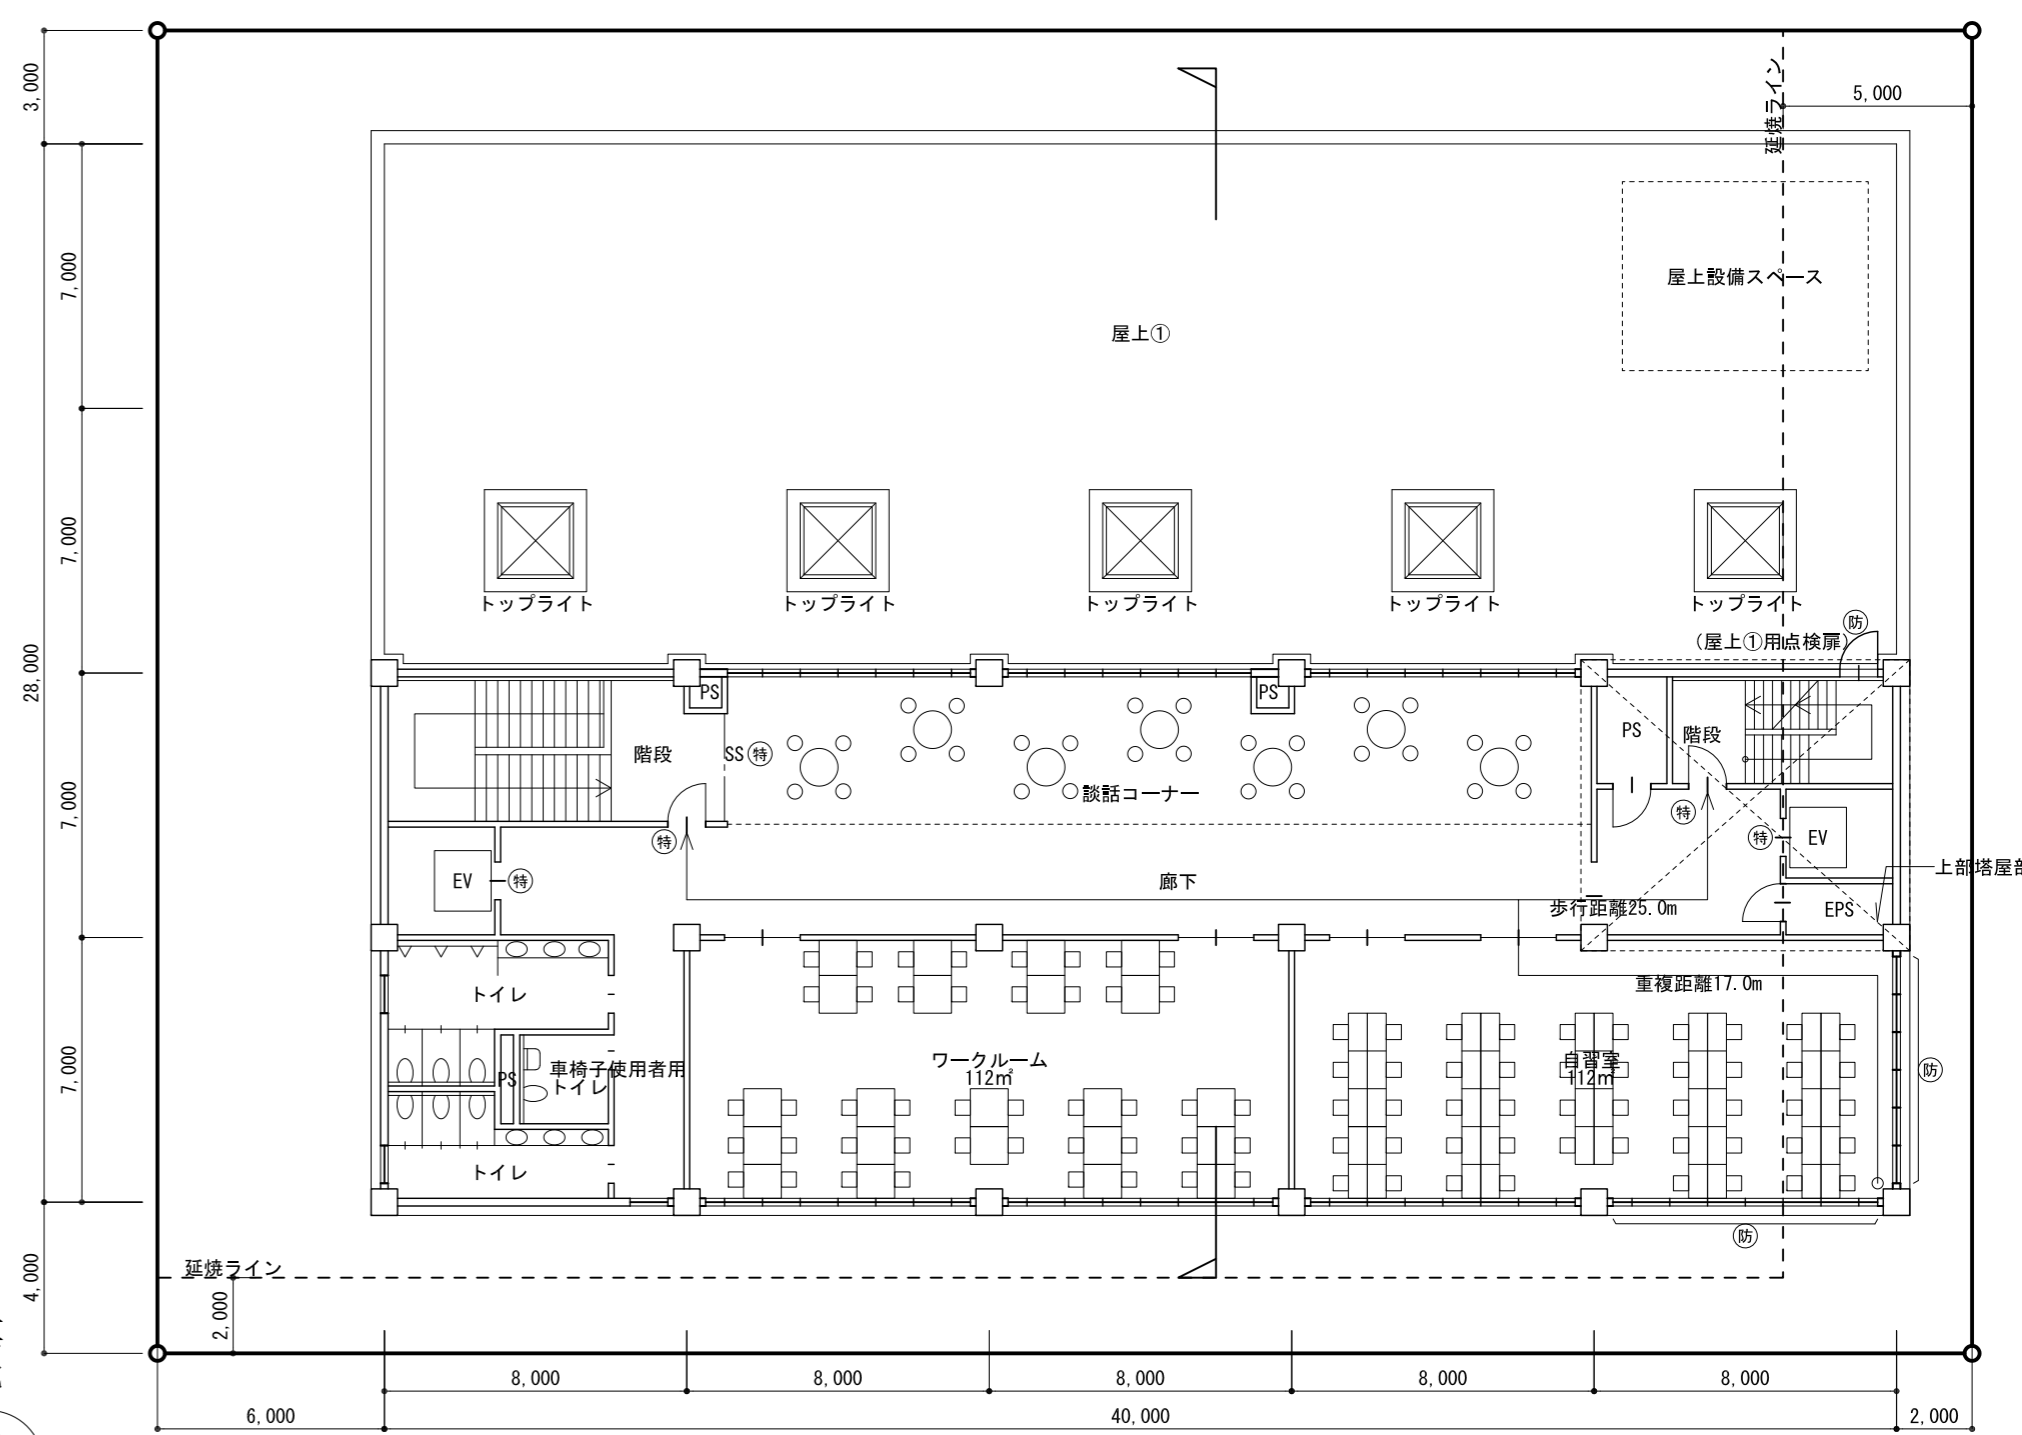 3,000
延焼ライン
5,000
7,000
屋上設備スペース
屋上①
7,000
トップライト
トップライト
トップライト
トップライト
トップライト
防
(屋上①用点検扉)
28,000
PS
PS
階段
SS
特
PS
階段
談話コーナー
7,000
特
特
特
EV
EV
特
廊下
上部塔屋部
歩行距離25.0m
EPS
トイレ
重複距離17.0m
ワークルーム
112㎡
自習室
112㎡
防
7,000
PS
車椅子使用者用
トイレ
トイレ
防
延焼ライン
4,000
2,000
8,000
8,000
8,000
8,000
8,000
6,000
40,000
2,000